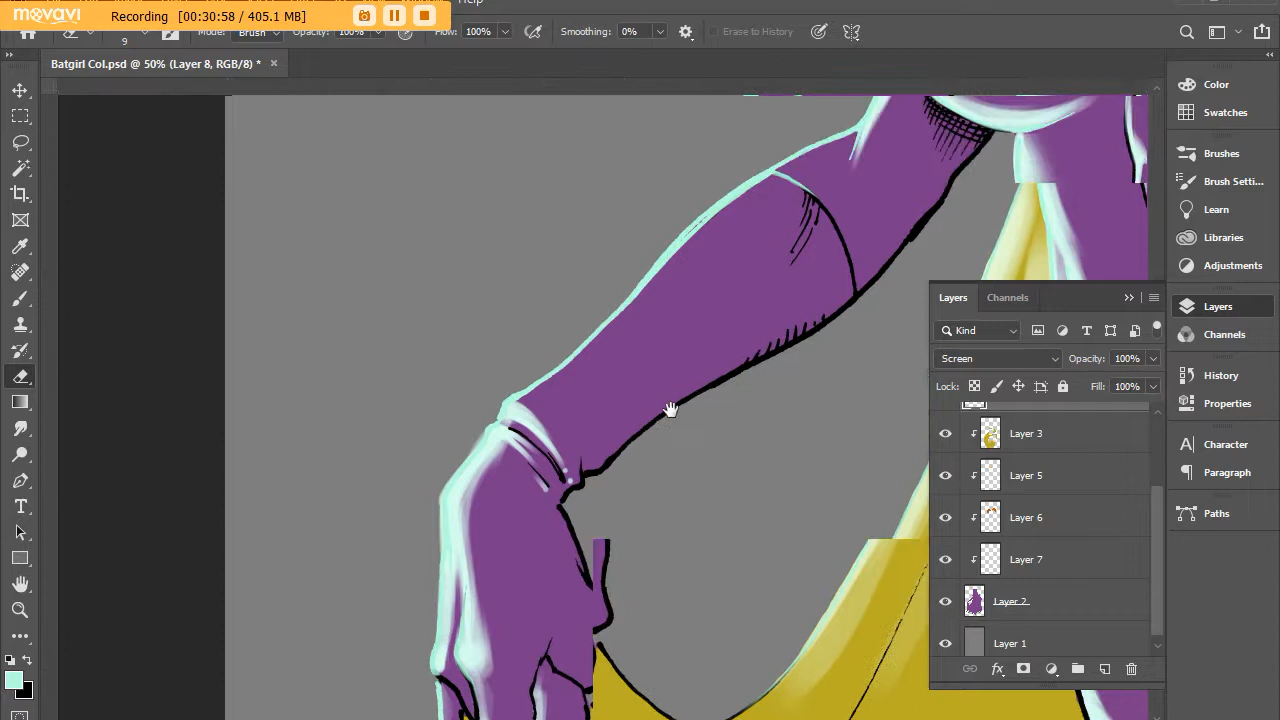 Help
movavi
Recording [00:30:58 / 405.1 MB]
9
Mode: Brush Opacity: 100% Flow: 100% Smoothing: 0% Erase to History
Batgirl Col.psd @ 50% (Layer 8, RGB/8) * ×
Color
Swatches
Brushes
Brush Setti...
Learn
Libraries
Adjustments
Layers
Channels
History
Properties
Character
Paragraph
Paths
Layers Channels
Kind
Screen Opacity: 100%
Lock: Fill: 100%
Layer 3
Layer 5
Layer 6
Layer 7
Layer 2
Layer 1